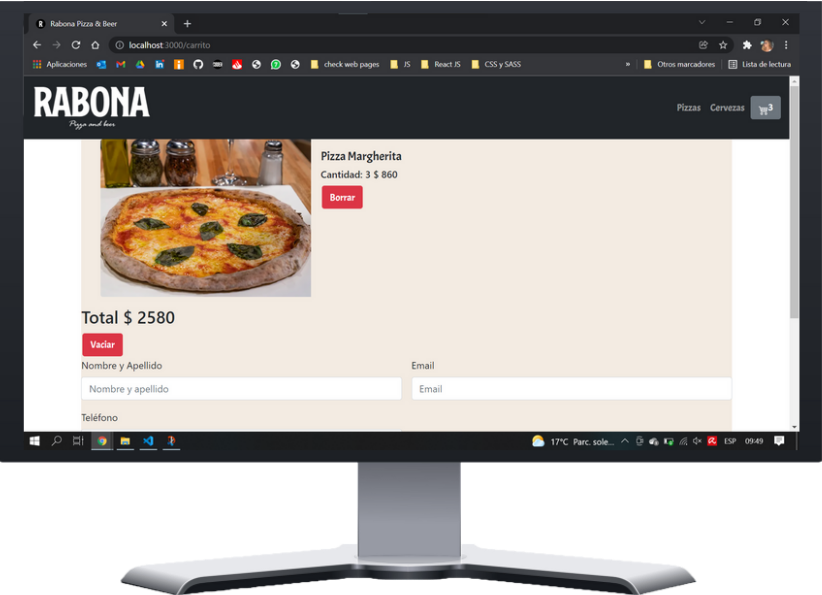 Rabona Pizza & Beer
localhost:3000/carrito
Aplicaciones
check web pages
JS
React JS
CSS y SASS
»
Otros marcadores
Lista de lectura
RABONA
Pizza and beer
Pizzas
Cervezas
3
Pizza Margherita
Cantidad: 3 $ 860
Borrar
Total $ 2580
Vaciar
Nombre y Apellido
Email
Nombre y apellido
Email
Teléfono
17°C Parc. sole...
ESP
09:49